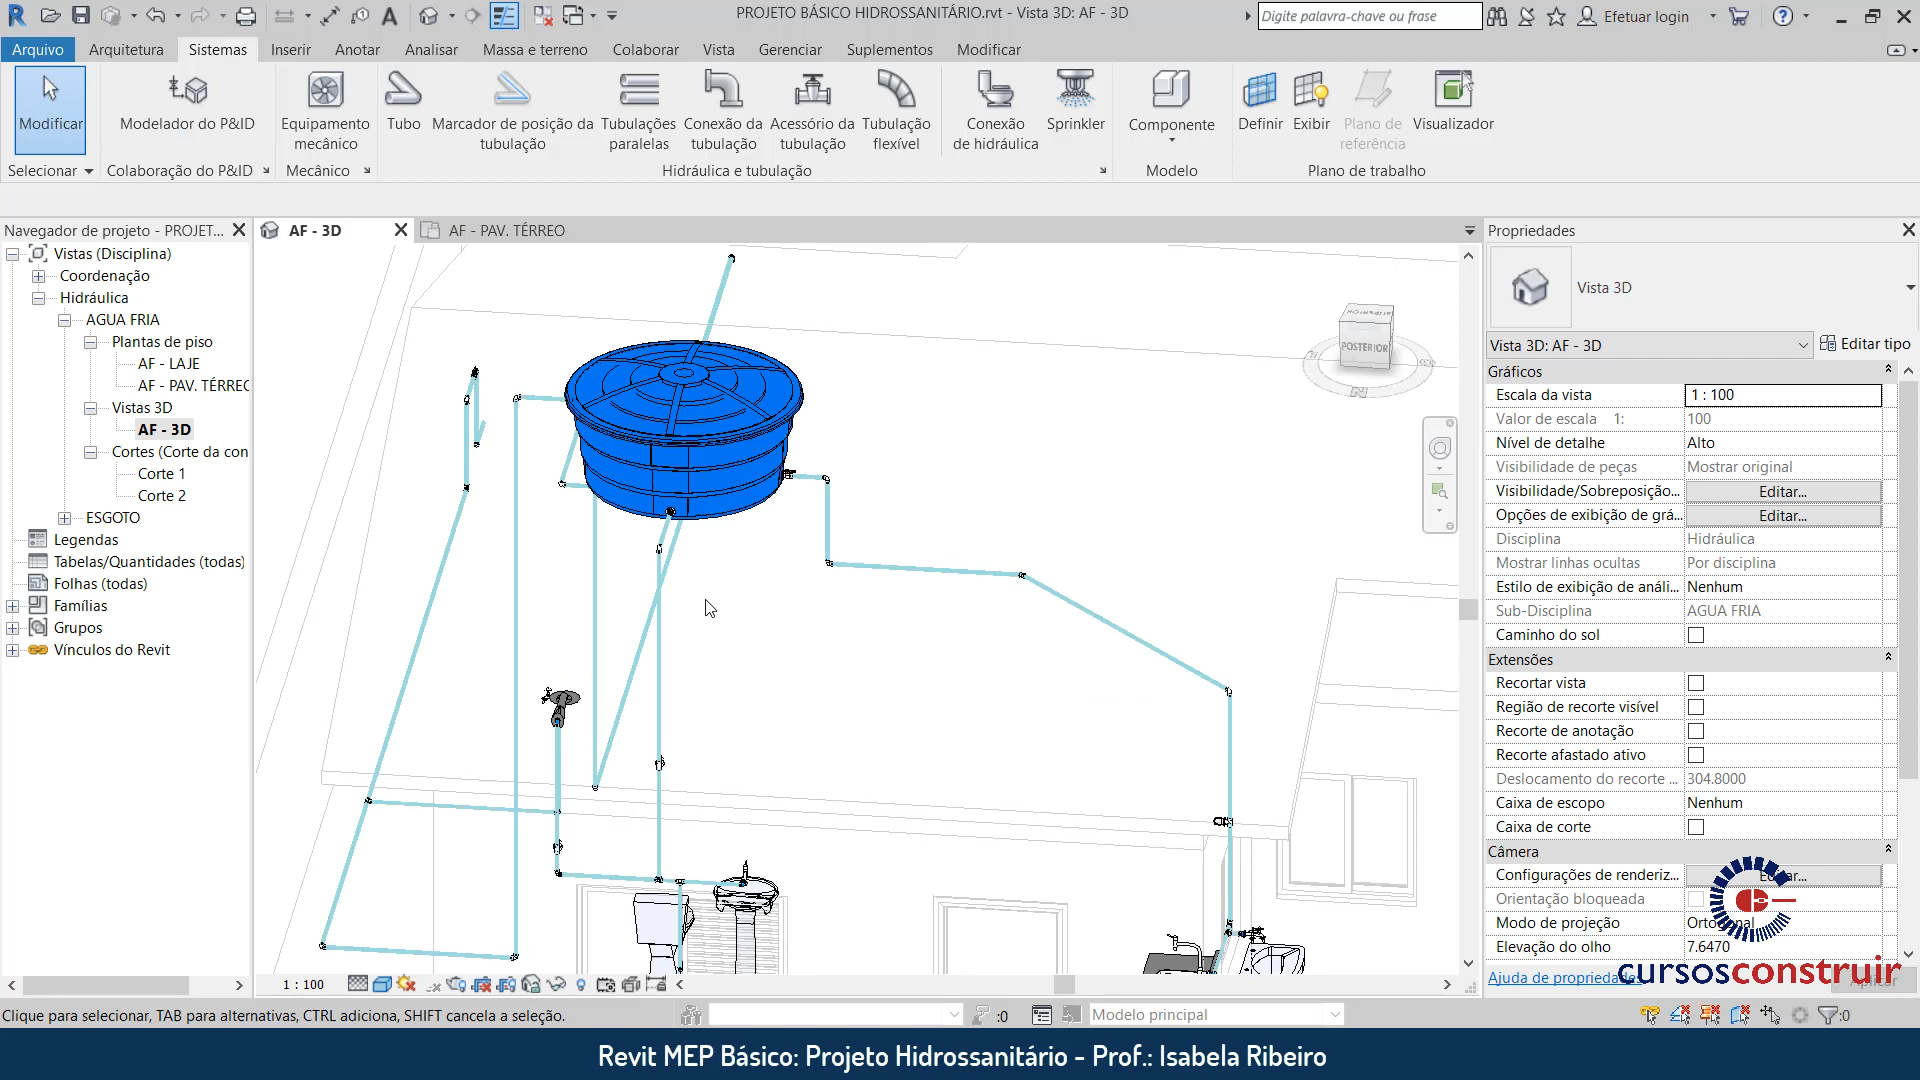 PROJETO BÁSICO HIDROSSANITÁRIO.rvt - Vista 3D: AF - 3D
Digite palavra-chave ou frase
Efetuar login
Arquivo Arquitetura Sistemas Inserir Anotar Analisar Massa e terreno Colaborar Vista Gerenciar Suplementos Modificar
Modificar
Modelador do P&ID
Equipamento mecânico
Tubo
Marcador de posição da tubulação
Tubulações paralelas
Conexão da tubulação
Acessório da tubulação
Tubulação flexível
Conexão de hidráulica
Sprinkler
Componente
Definir
Exibir
Plano de referência
Visualizador
Selecionar
Colaboração do P&ID
Mecânico
Hidráulica e tubulação
Modelo
Plano de trabalho
Navegador de projeto - PROJET...
Vistas (Disciplina)
Coordenação
Hidráulica
AGUA FRIA
Plantas de piso
AF - LAJE
AF - PAV. TÉRREO
Vistas 3D
AF - 3D
Cortes (Corte da con
Corte 1
Corte 2
ESGOTO
Legendas
Tabelas/Quantidades (todas)
Folhas (todas)
Famílias
Grupos
Vínculos do Revit
AF - 3D
AF - PAV. TÉRREO
SUPERIOR
POSTERIOR
Propriedades
Vista 3D
Vista 3D: AF - 3D
Editar tipo
Gráficos
Escala da vista 1 : 100
Valor de escala 1: 100
Nível de detalhe Alto
Visibilidade de peças Mostrar original
Visibilidade/Sobreposição... Editar...
Opções de exibição de grá... Editar...
Disciplina Hidráulica
Mostrar linhas ocultas Por disciplina
Estilo de exibição de análi... Nenhum
Sub-Disciplina AGUA FRIA
Caminho do sol
Extensões
Recortar vista
Região de recorte visível
Recorte de anotação
Recorte afastado ativo
Deslocamento do recorte ... 304.8000
Caixa de escopo Nenhum
Caixa de corte
Câmera
Configurações de renderiz... Editar...
Orientação bloqueada
Modo de projeção Ortogonal
Elevação do olho 7.6470
Ajuda de propriedades
Aplicar
cursosconstruir
1 : 100
Clique para selecionar, TAB para alternativas, CTRL adiciona, SHIFT cancela a seleção.
:0
Modelo principal
:0
Revit MEP Básico: Projeto Hidrossanitário - Prof.: Isabela Ribeiro